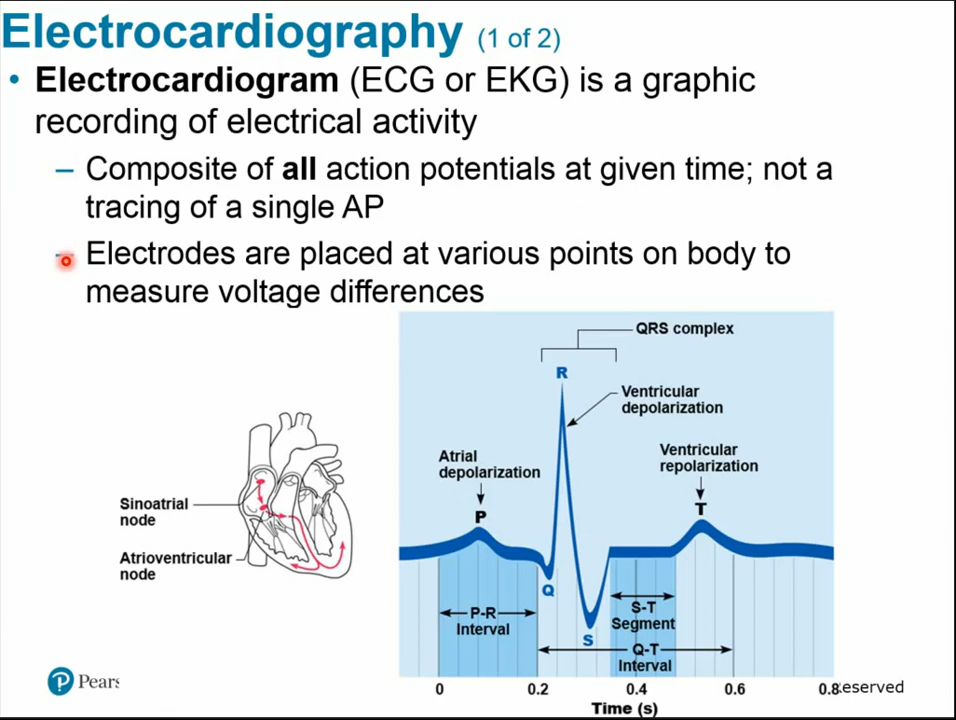 Electrocardiography (1 of 2)
• Electrocardiogram (ECG or EKG) is a graphic
recording of electrical activity
– Composite of all action potentials at given time; not a
tracing of a single AP
– Electrodes are placed at various points on body to
measure voltage differences
Sinoatrial
node
Atrioventricular
node
QRS complex
R
Ventricular
depolarization
Atrial
depolarization
P
Ventricular
repolarization
T
Q
S
P-R
Interval
S-T
Segment
Q-T
Interval
0 0.2 0.4 0.6 0.8
Time (s)
P Pears
eserved